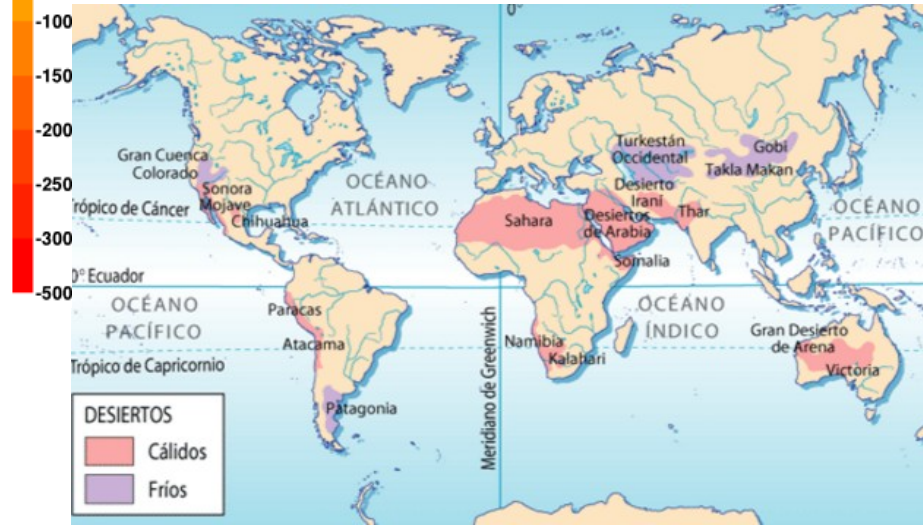 -100
-100
-200
-250
-300
-500
0°
Gran Cuenca
Colorado
Sonora
Mojave
Chihuahua
Trópico de Cáncer
OCÉANO
ATLÁNTICO
Turkestán
Occidental
Gobi
Takla Makan
Desierto
Irani
Thar
Sahara
Desiertos
de Arabia
Somalia
OCÉANO
PACÍFICO
0° Ecuador
OCÉANO
PACÍFICO
Paracas
Atacama
Trópico de Capricornio
Patagonia
Meridiano de Greenwich
Namibia
Kalahari
OCÉANO
ÍNDICO
Gran Desierto
de Arena
Victoria
DESIERTOS
Cálidos
Fríos